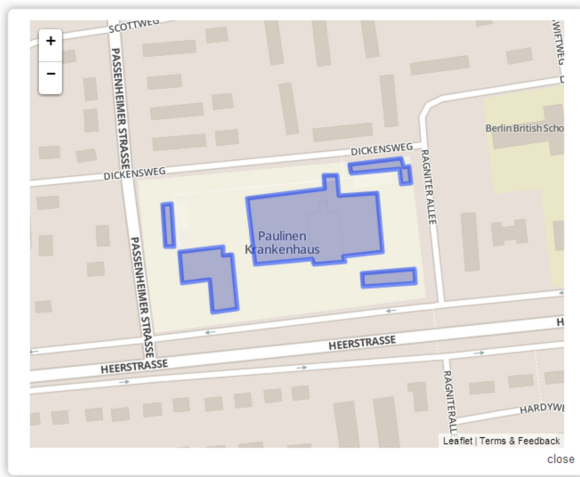 SCOTTWEG
+
−
PASSENHEIMER STRASSE
DICKENSWEG
DICKENSWEG
RAGNITER ALLEE
Berlin British Scho
Paulinen
Krankenhaus
PASSENHEIMER STRASSE
HEERSTRASSE
HEERSTRASSE
H
HARDYWE
Leaflet | Terms & Feedback
close